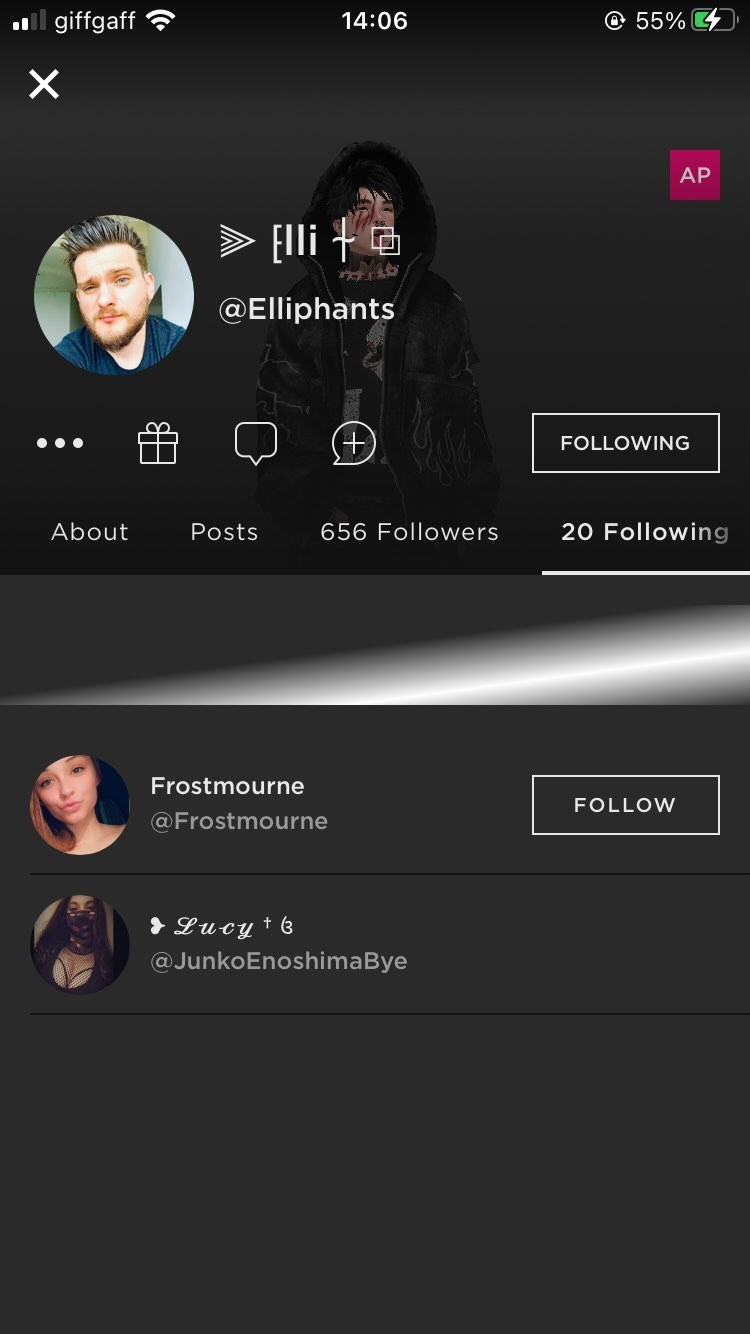 giffgaff 14:06 55%
AP
⫸ ⁅lli ⍭
@Elliphants
FOLLOWING
About Posts 656 Followers 20 Following
Frostmourne
@Frostmourne
FOLLOW
❥ 𝓛𝓾𝓬𝔂 †
@JunkoEnoshimaBye